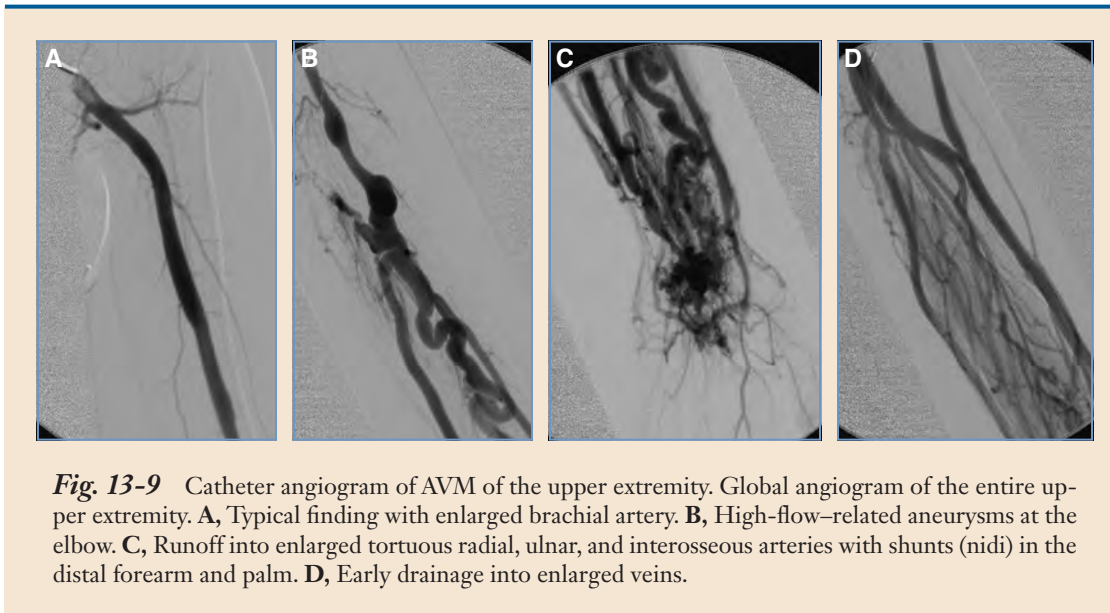 A
B
C
D
Fig. 13-9 Catheter angiogram of AVM of the upper extremity. Global angiogram of the entire up-
per extremity. A, Typical finding with enlarged brachial artery. B, High-flow–related aneurysms at the
elbow. C, Runoff into enlarged tortuous radial, ulnar, and interosseous arteries with shunts (nidi) in the
distal forearm and palm. D, Early drainage into enlarged veins.